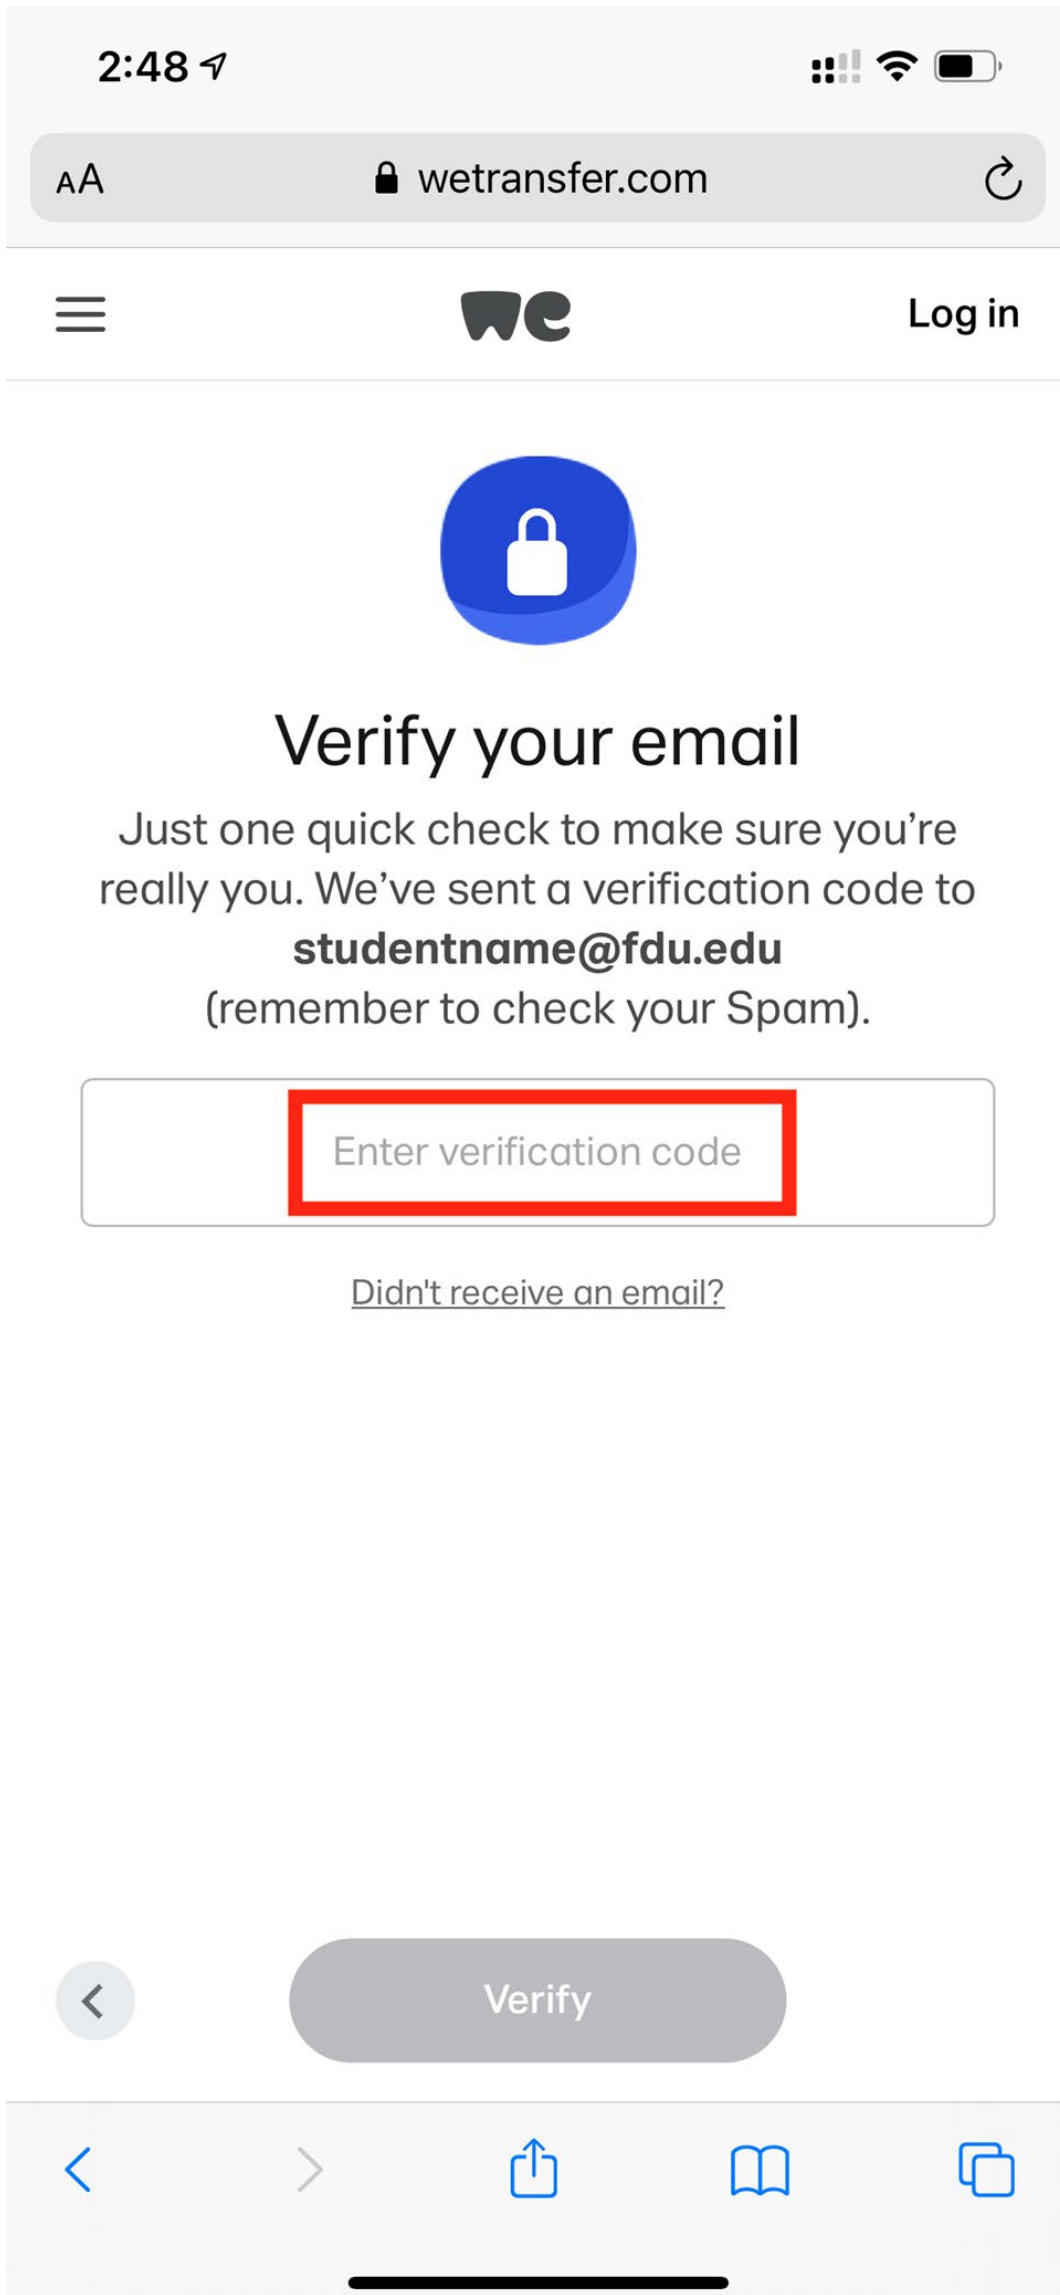 2:48
AA wetransfer.com
we Log in
Verify your email
Just one quick check to make sure you’re
really you. We’ve sent a verification code to
studentname@fdu.edu
(remember to check your Spam).
Enter verification code
Didn't receive an email?
Verify